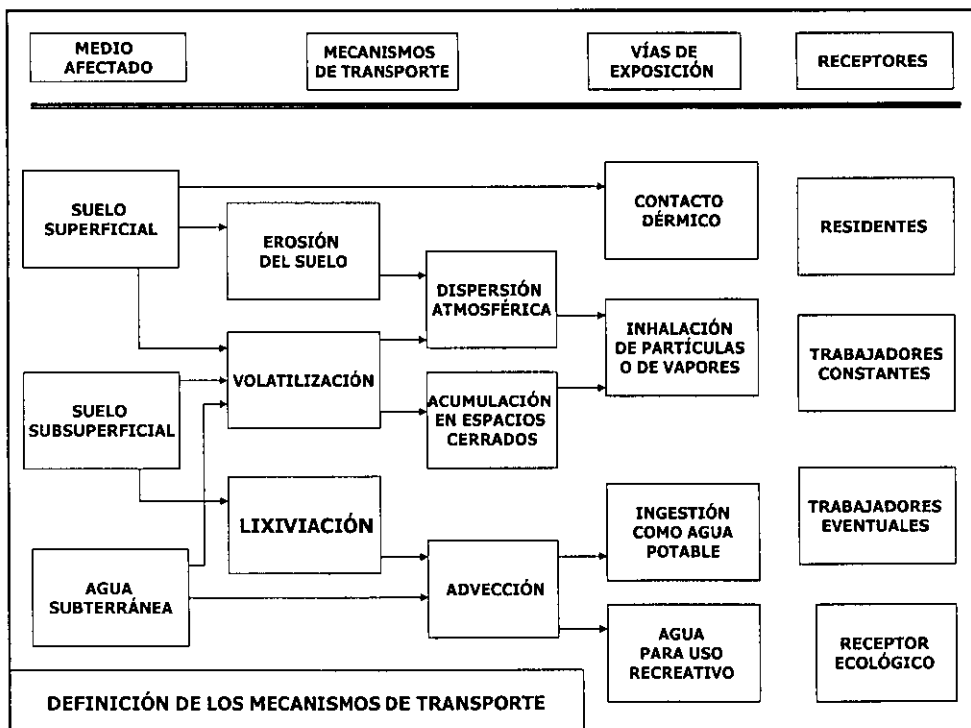 MEDIO
AFECTADO
MECANISMOS
DE TRANSPORTE
VÍAS DE
EXPOSICIÓN
RECEPTORES
SUELO
SUPERFICIAL
EROSIÓN
DEL SUELO
DISPERSIÓN
ATMOSFÉRICA
CONTACTO
DÉRMICO
RESIDENTES
VOLATILIZACIÓN
INHALACIÓN
DE PARTÍCULAS
O DE VAPORES
TRABAJADORES
CONSTANTES
SUELO
SUBSUPERFICIAL
ACUMULACIÓN
EN ESPACIOS
CERRADOS
LIXIVIACIÓN
INGESTIÓN
COMO AGUA
POTABLE
TRABAJADORES
EVENTUALES
AGUA
SUBTERRÁNEA
ADVECCIÓN
AGUA
PARA USO
RECREATIVO
RECEPTOR
ECOLÓGICO
DEFINICIÓN DE LOS MECANISMOS DE TRANSPORTE